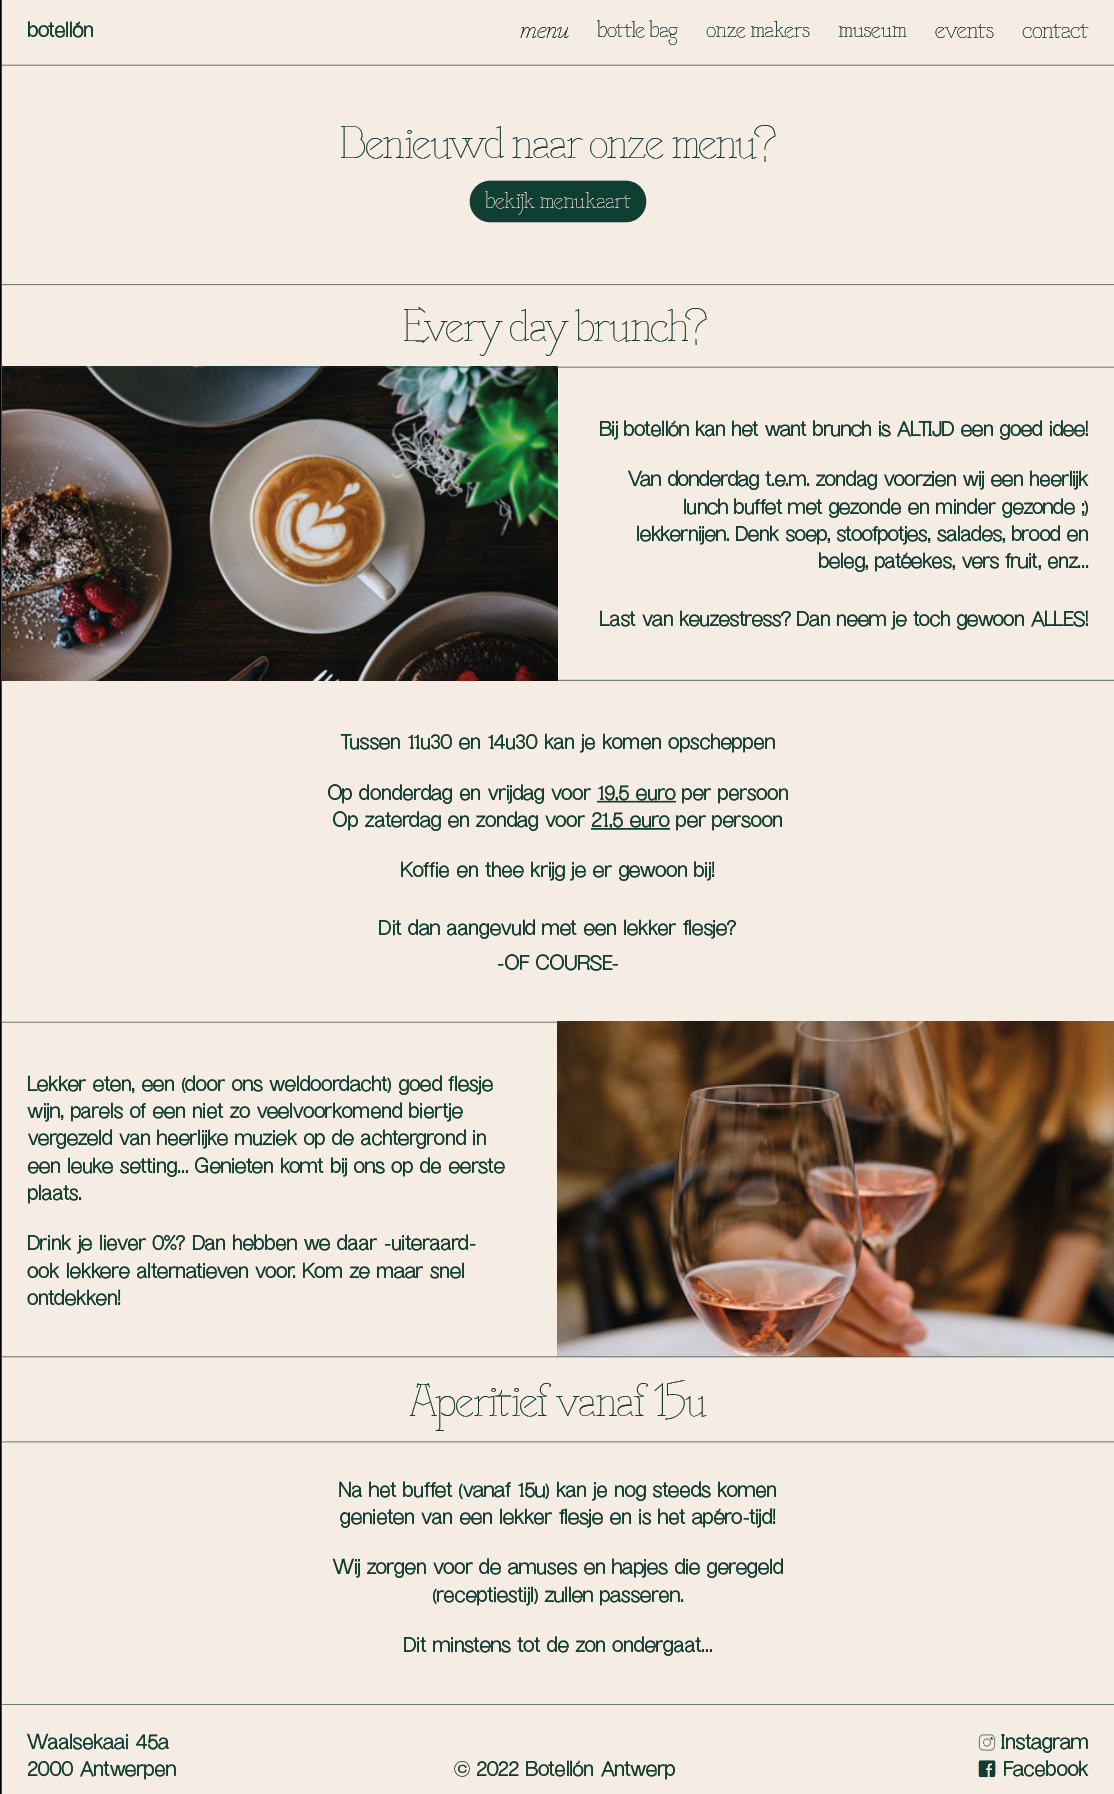 botellón
menu bottle bag onze makers museum events contact
Benieuwd naar onze menu?
bekijk menukaart
Every day brunch?
Bij botellón kan het want brunch is ALTIJD een goed idee!
Van donderdag t.e.m. zondag voorzien wij een heerlijk
lunch buffet met gezonde en minder gezonde ;)
lekkernijen. Denk soep, stoofpotjes, salades, brood en
beleg, patéekes, vers fruit, enz...
Last van keuzestress? Dan neem je toch gewoon ALLES!
Tussen 11u30 en 14u30 kan je komen opscheppen
Op donderdag en vrijdag voor 19,5 euro per persoon
Op zaterdag en zondag voor 21,5 euro per persoon
Koffie en thee krijg je er gewoon bij!
Dit dan aangevuld met een lekker flesje?
-OF COURSE-
Lekker eten, een (door ons weldoordacht) goed flesje
wijn, parels of een niet zo veelvoorkomend biertje
vergezeld van heerlijke muziek op de achtergrond in
een leuke setting... Genieten komt bij ons op de eerste
plaats.
Drink je liever 0%? Dan hebben we daar -uiteraard-
ook lekkere alternatieven voor. Kom ze maar snel
ontdekken!
Aperitief vanaf 15u
Na het buffet (vanaf 15u) kan je nog steeds komen
genieten van een lekker flesje en is het apéro-tijd!
Wij zorgen voor de amuses en hapjes die geregeld
(receptiestijl) zullen passeren.
Dit minstens tot de zon ondergaat...
Waalsekaai 45a
2000 Antwerpen
© 2022 Botellón Antwerp
Instagram
Facebook